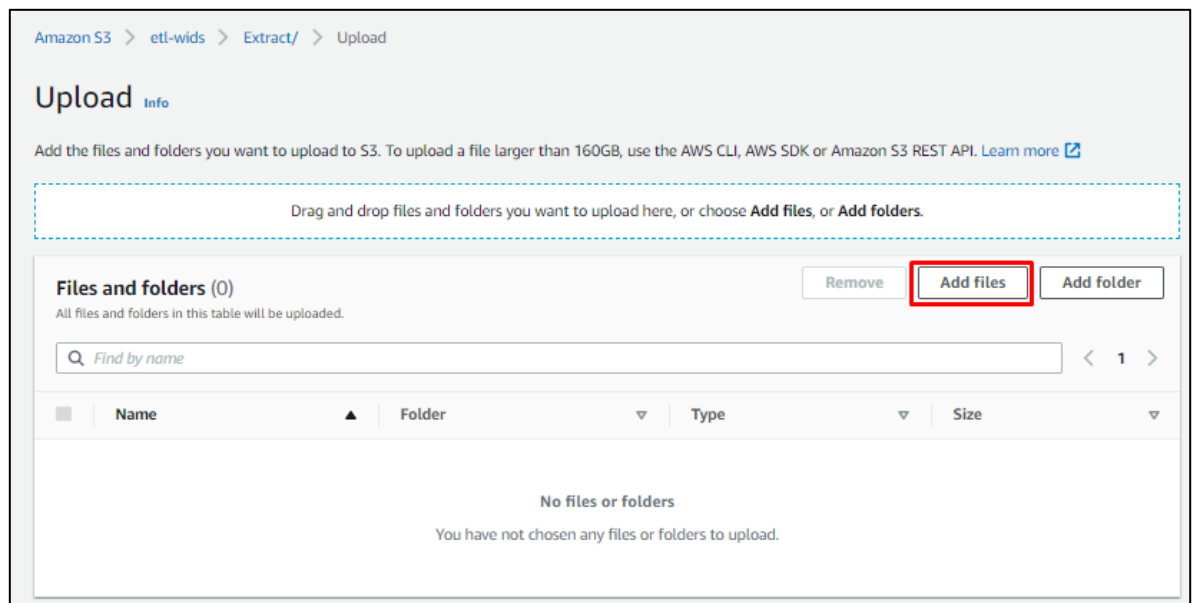 Amazon S3 > etl-wids > Extract/ > Upload
Upload Info
Add the files and folders you want to upload to S3. To upload a file larger than 160GB, use the AWS CLI, AWS SDK or Amazon S3 REST API. Learn more
Drag and drop files and folders you want to upload here, or choose Add files, or Add folders.
Files and folders (0) Remove Add files Add folder
All files and folders in this table will be uploaded.
Find by name < 1 >
Name Folder Type Size
No files or folders
You have not chosen any files or folders to upload.